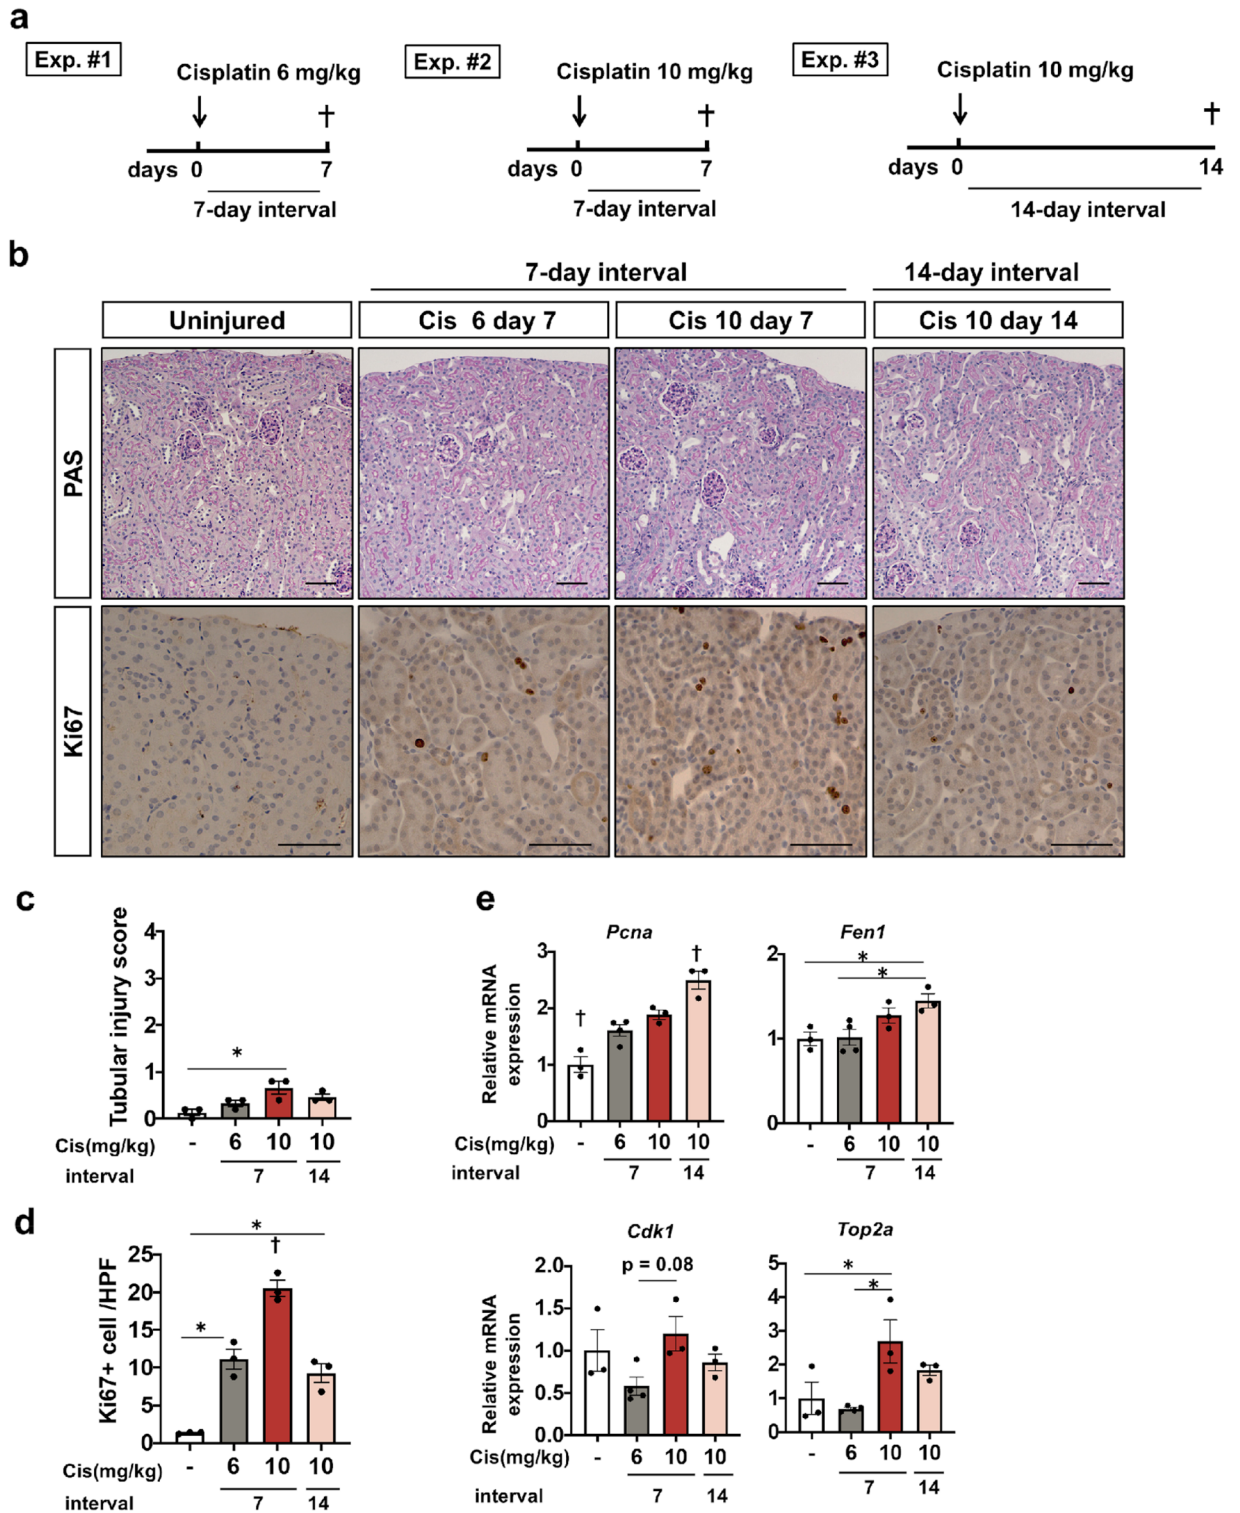 a
Exp. #1
Cisplatin 6 mg/kg
†
days 0 7
7-day interval
Exp. #2
Cisplatin 10 mg/kg
†
days 0 7
7-day interval
Exp. #3
Cisplatin 10 mg/kg
†
days 0 14
14-day interval
b
7-day interval 14-day interval
Uninjured Cis 6 day 7 Cis 10 day 7 Cis 10 day 14
PAS
Ki67
c
Tubular injury score
4
3
2
1
0
*
Cis(mg/kg) - 6 10 10
interval 7 14
d
Ki67+ cell /HPF
25
20
15
10
5
0
*
†
*
Cis(mg/kg) - 6 10 10
interval 7 14
e
Pcna
Relative mRNA
expression
3
2
1
0
† †
Cis(mg/kg) - 6 10 10
interval 7 14
Fen1
2
1
0
*
*
- 6 10 10
7 14
Cdk1
Relative mRNA
expression
2.0
1.5
1.0
0.5
0.0
p = 0.08
Cis(mg/kg) - 6 10 10
interval 7 14
Top2a
5
4
3
2
1
0
*
*
- 6 10 10
7 14